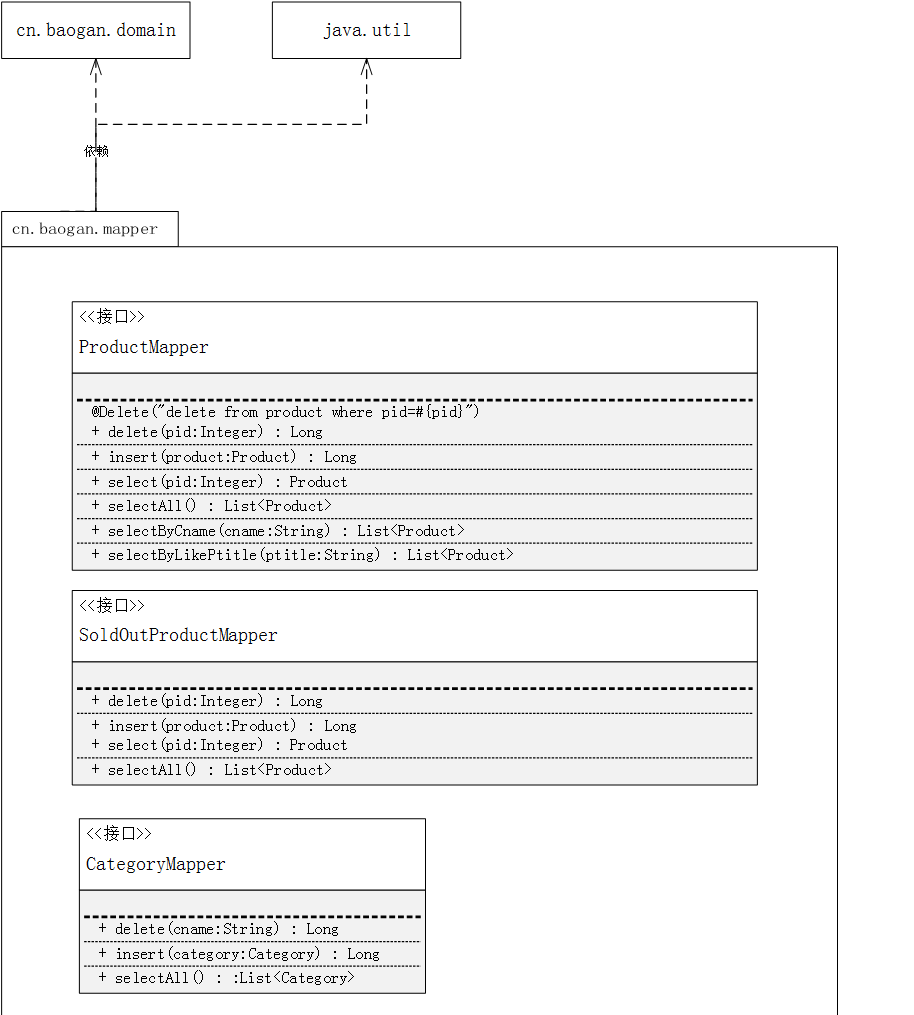 cn.baogan.domain
java.util
依赖
cn.baogan.mapper
<<接口>>
ProductMapper
@Delete("delete from product where pid=#{pid}")
+ delete(pid:Integer) : Long
+ insert(product:Product) : Long
+ select(pid:Integer) : Product
+ selectAll() : List<Product>
+ selectByCname(cname:String) : List<Product>
+ selectByLikePtitle(ptitle:String) : List<Product>
<<接口>>
SoldOutProductMapper
+ delete(pid:Integer) : Long
+ insert(product:Product) : Long
+ select(pid:Integer) : Product
+ selectAll() : List<Product>
<<接口>>
CategoryMapper
+ delete(cname:String) : Long
+ insert(category:Category) : Long
+ selectAll() : :List<Category>